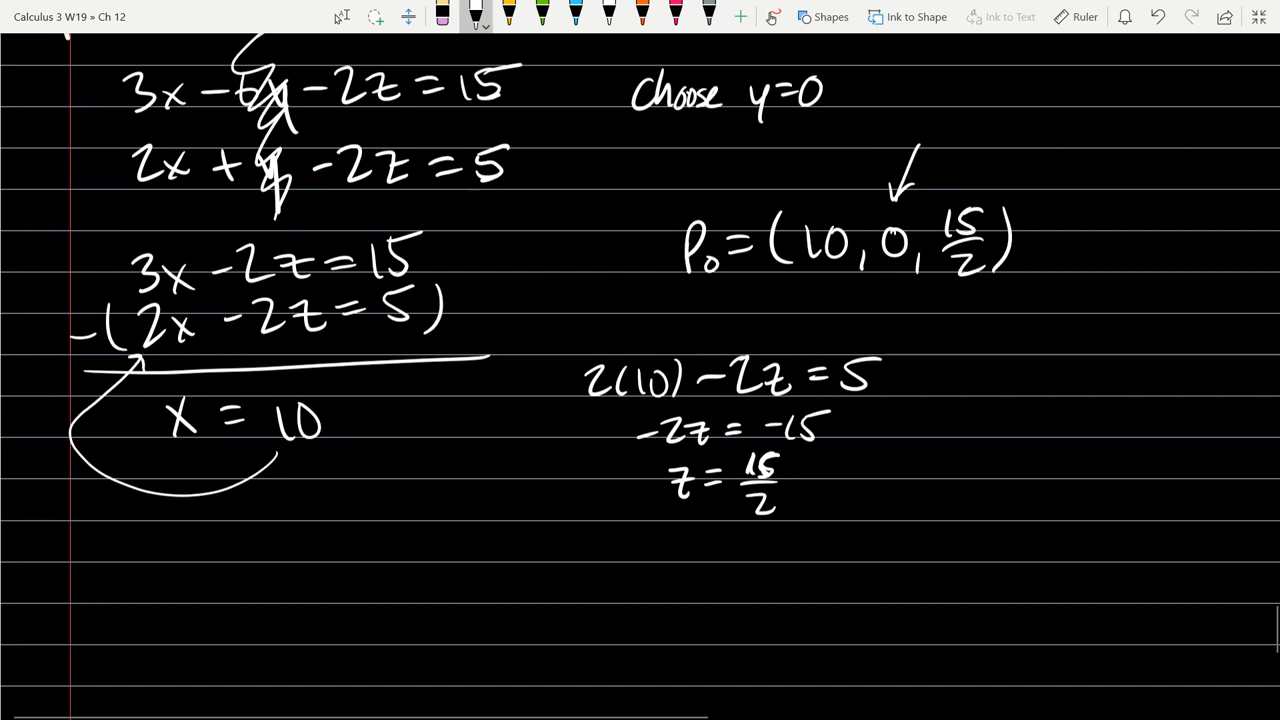 Calculus 3 W19 » Ch 12
Shapes
Ink to Shape
Ink to Text
Ruler
3x - 6y - 2z = 15
2x + y - 2z = 5
3x - 2z = 15
-(2x - 2z = 5)
x = 10
choose y=0
P₀ = (10, 0, 15/2)
2(10) - 2z = 5
-2z = -15
z = 15/2